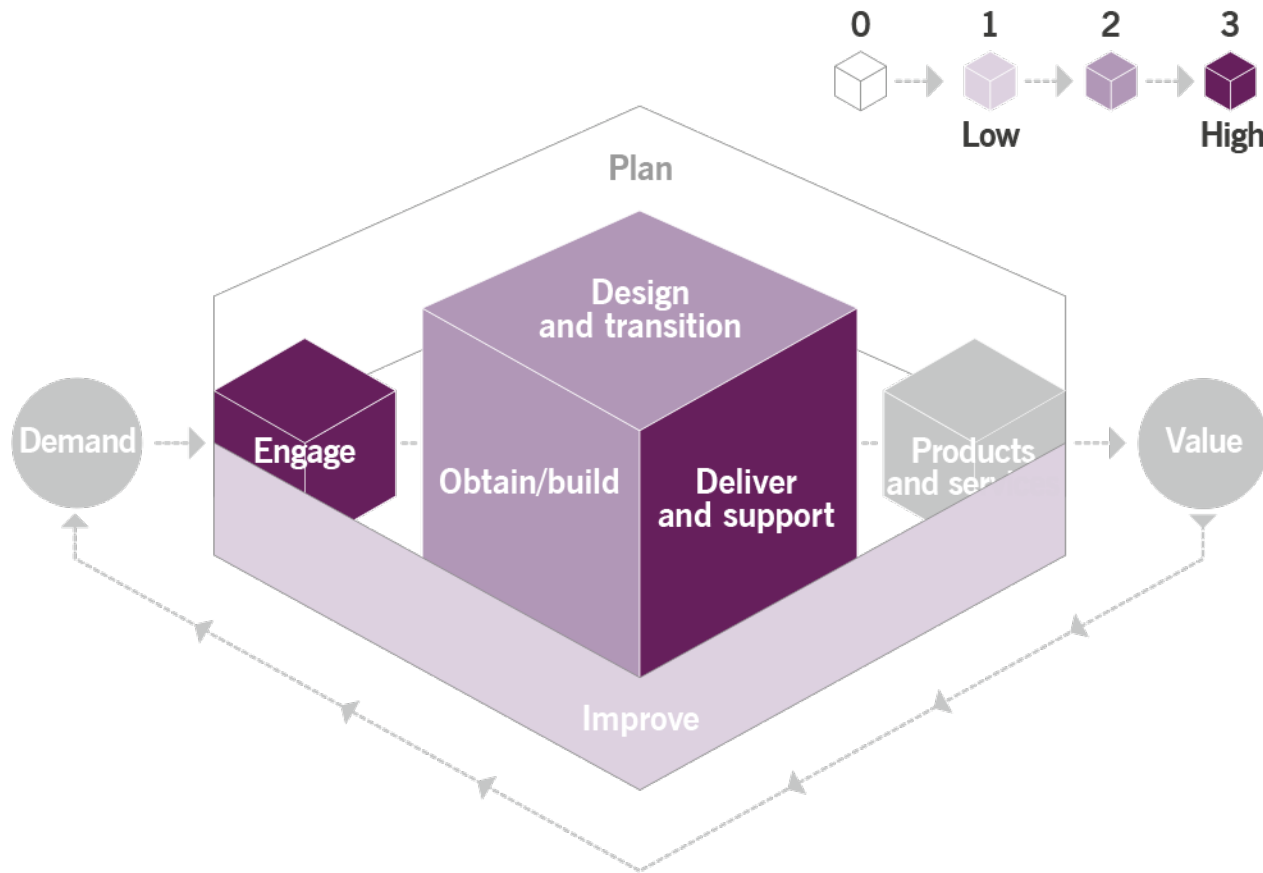 0 1 2 3
Low High
Plan
Design
and transition
Demand
Engage
Obtain/build
Deliver
and support
Products
and
Value
Improve